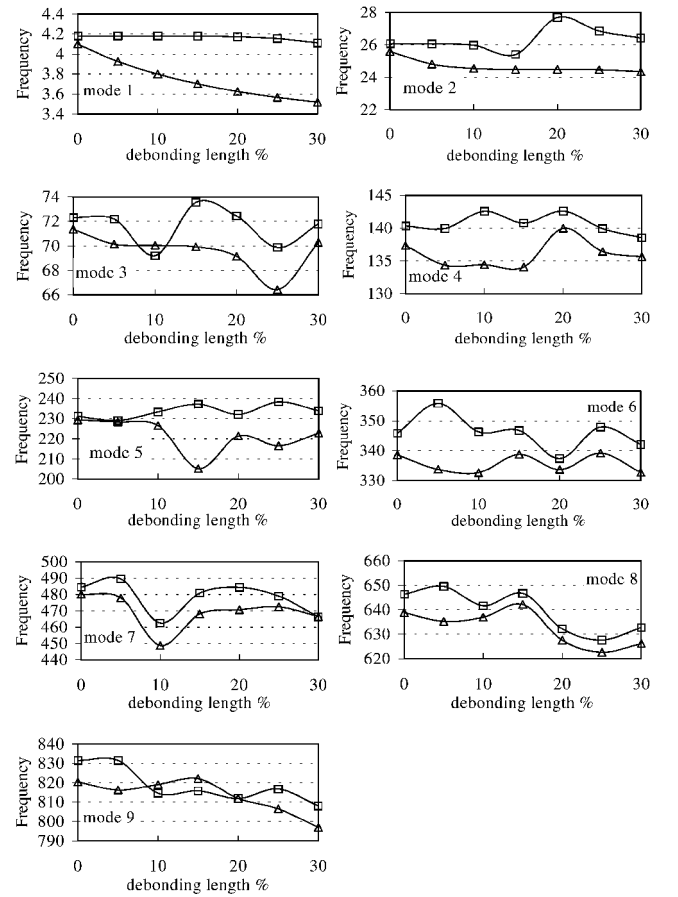 4.4
4.2
4
3.8
3.6
3.4
Frequency
mode 1
0 10 20 30
debonding length %
28
26
24
22
Frequency
mode 2
0 10 20 30
debonding length %
74
72
70
68
66
Frequency
mode 3
0 10 20 30
debonding length %
145
140
135
130
Frequency
mode 4
0 10 20 30
debonding length %
250
240
230
220
210
200
Frequency
mode 5
0 10 20 30
debonding length %
360
350
340
330
Frequency
mode 6
0 10 20 30
debonding length %
500
490
480
470
460
450
440
Frequency
mode 7
0 10 20 30
debonding length %
660
650
640
630
620
Frequency
mode 8
0 10 20 30
debonding length %
840
830
820
810
800
790
Frequency
mode 9
0 10 20 30
debonding length %